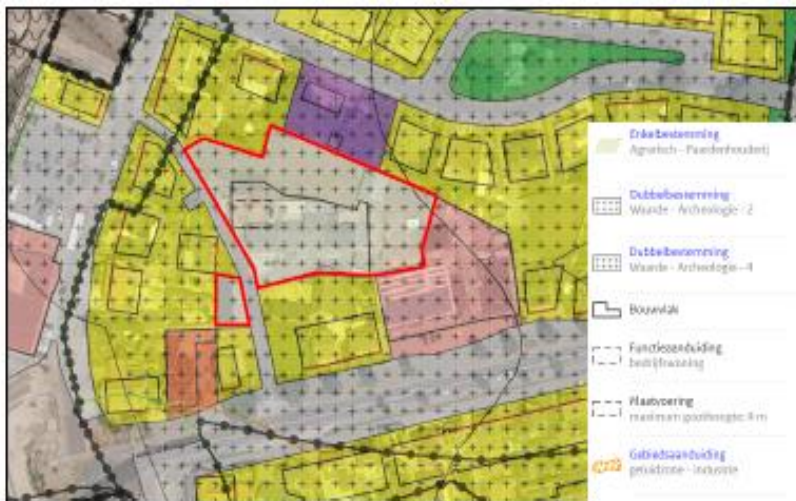 Enkelbestemming
Agrarisch - Paardenhouderij
Dubbelbestemming
Waarde - Archeologie - 2
Dubbelbestemming
Waarde - Archeologie - 4
Bouwvlak
Functieaanduiding
bedrijfswoning
Maatvoering
maximum goothoogte: 4 m
Gebiedsaanduiding
geluidzone - industrie